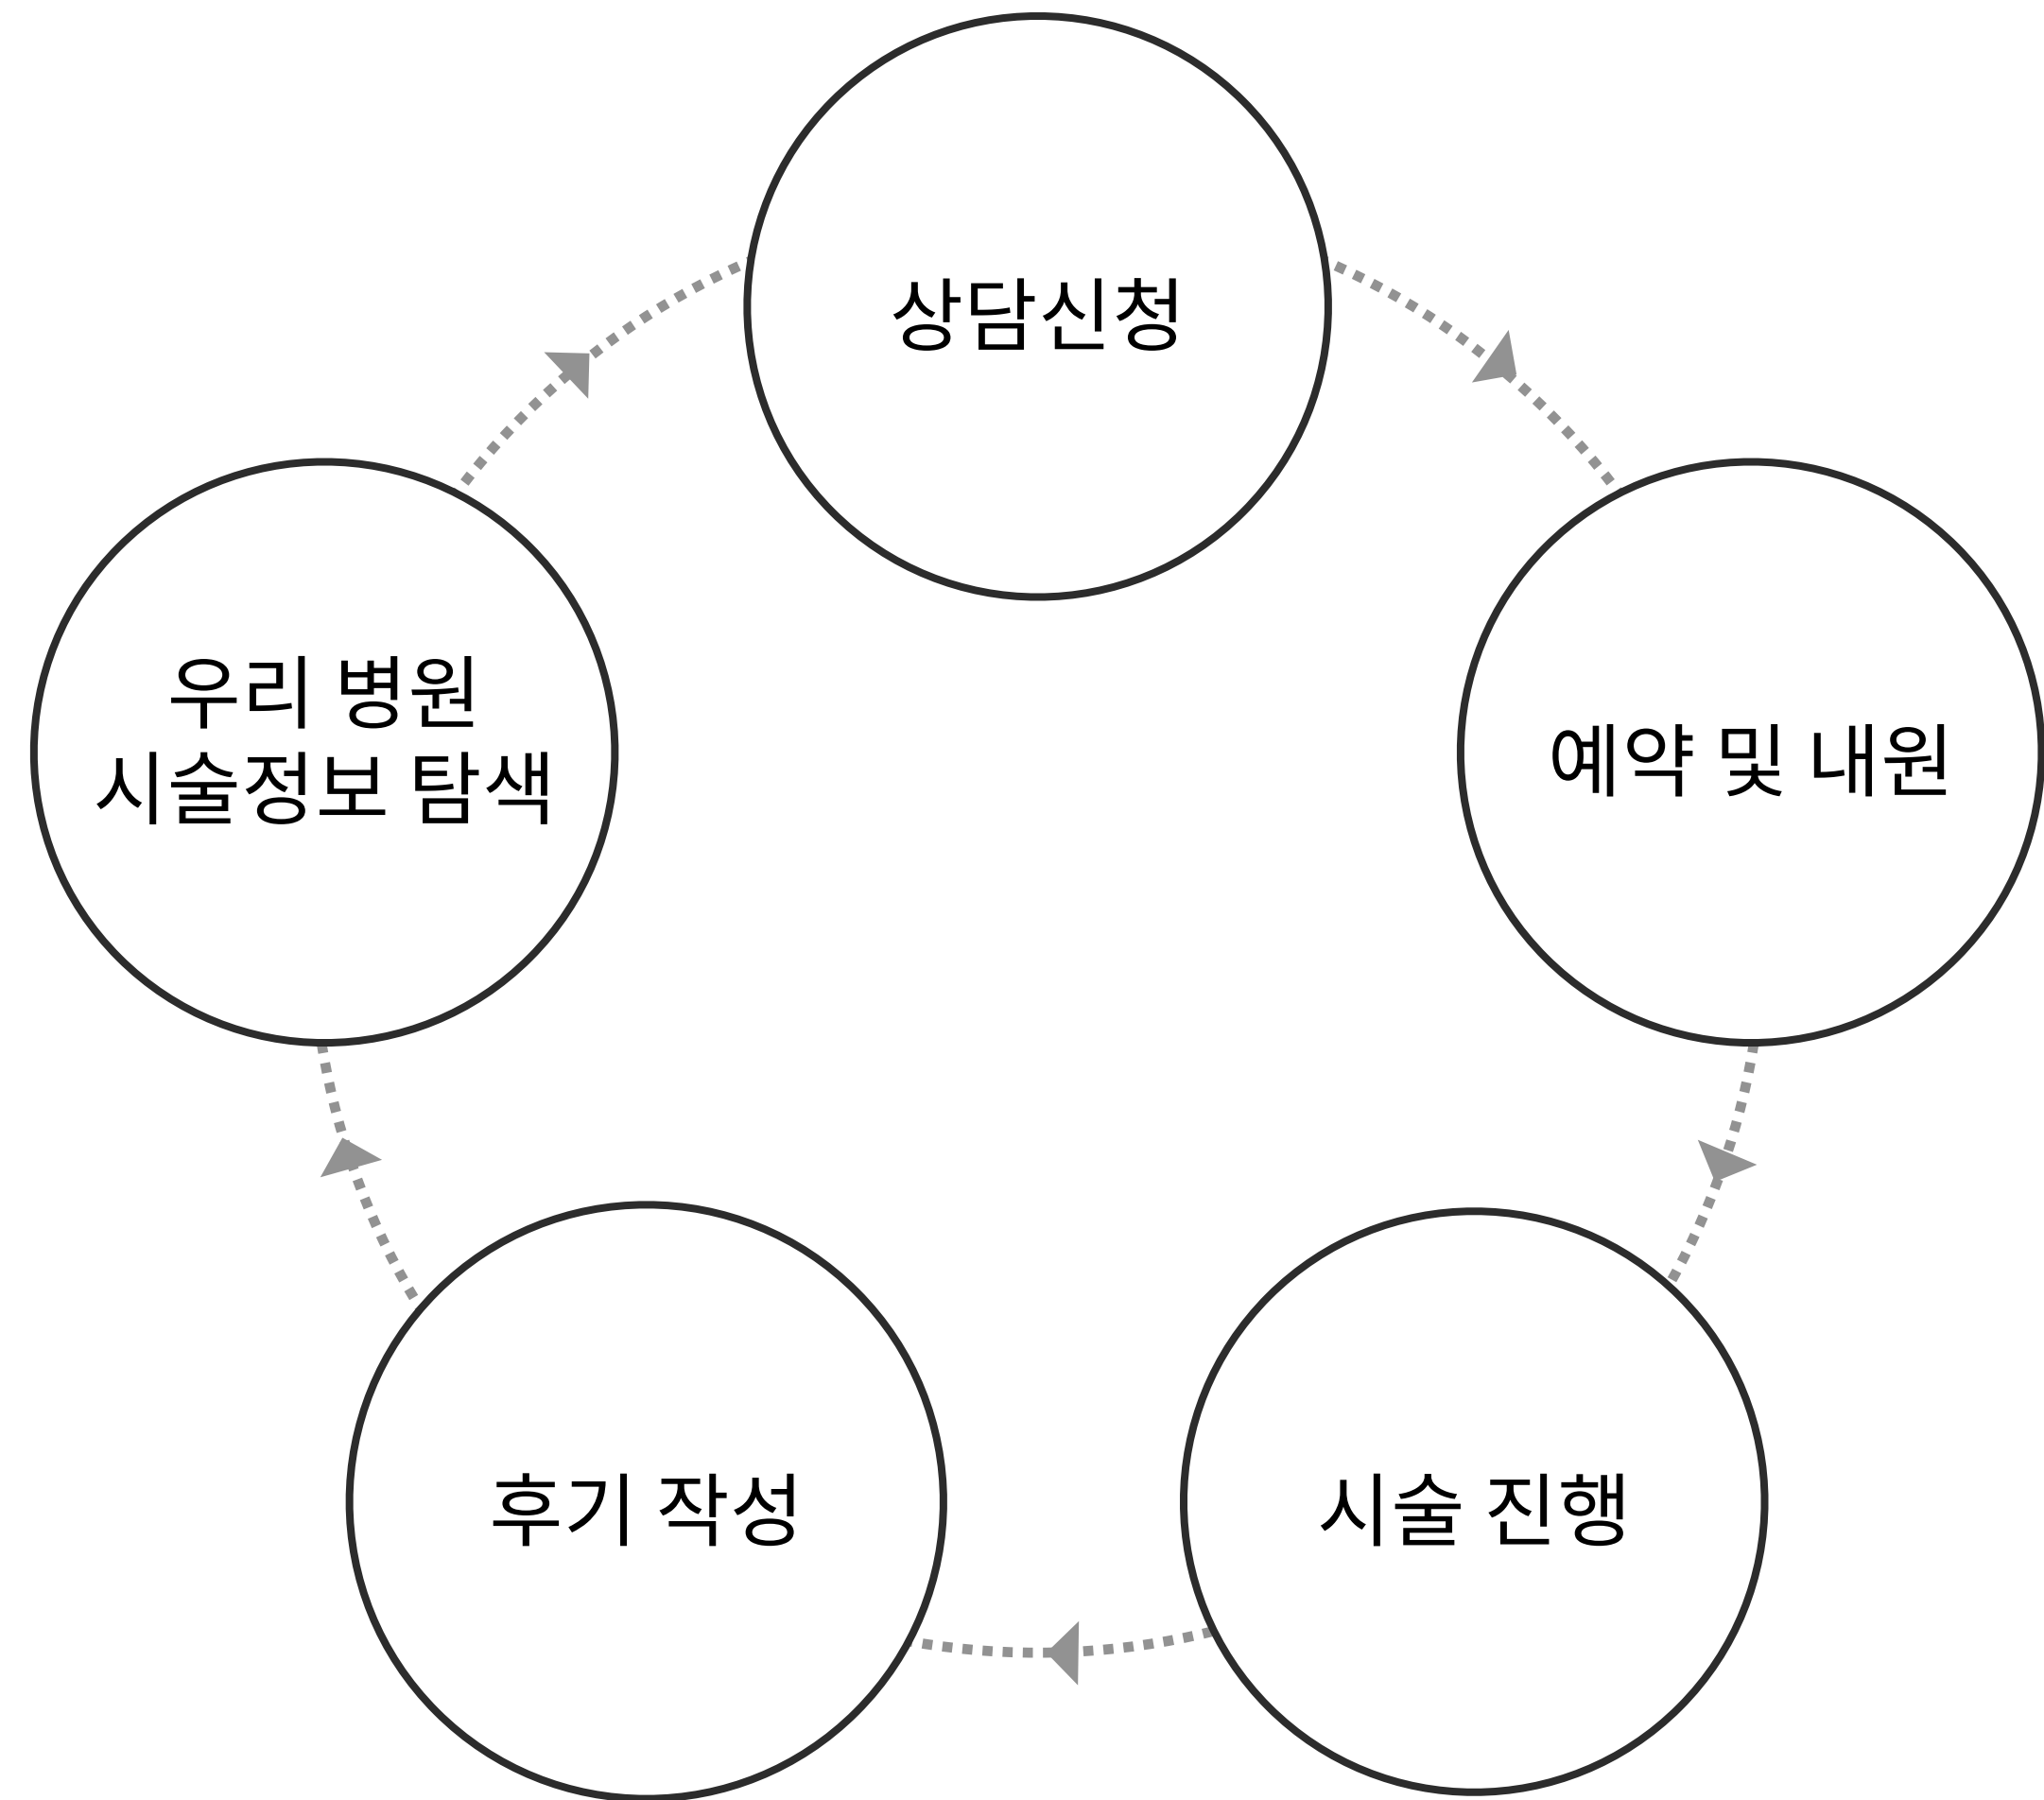 상담신청
우리 병원
시술정보 탐색
예약 및 내원
후기 작성
시술 진행